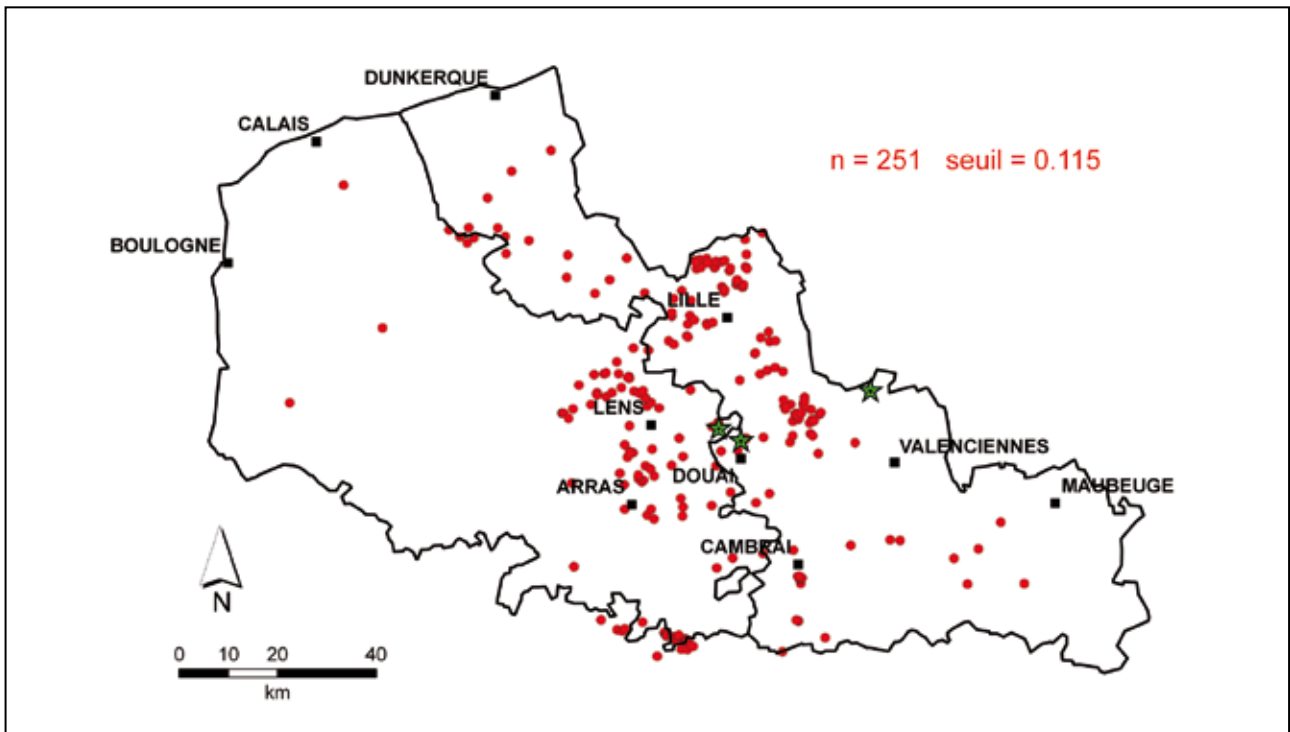 DUNKERQUE
CALAIS
n = 251 seuil = 0.115
BOULOGNE
LILLE
LENS
VALENCIENNES
DOUAI
ARRAS
MAUBEUGE
CAMBRAI
N
0 10 20 40
km